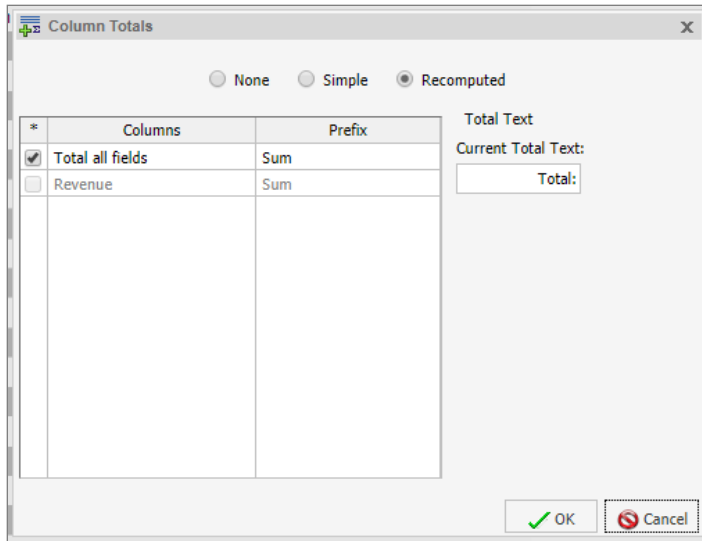 Column Totals
None Simple Recomputed
* Columns Prefix
Total all fields Sum
Revenue Sum
Total Text
Current Total Text:
Total:
OK Cancel